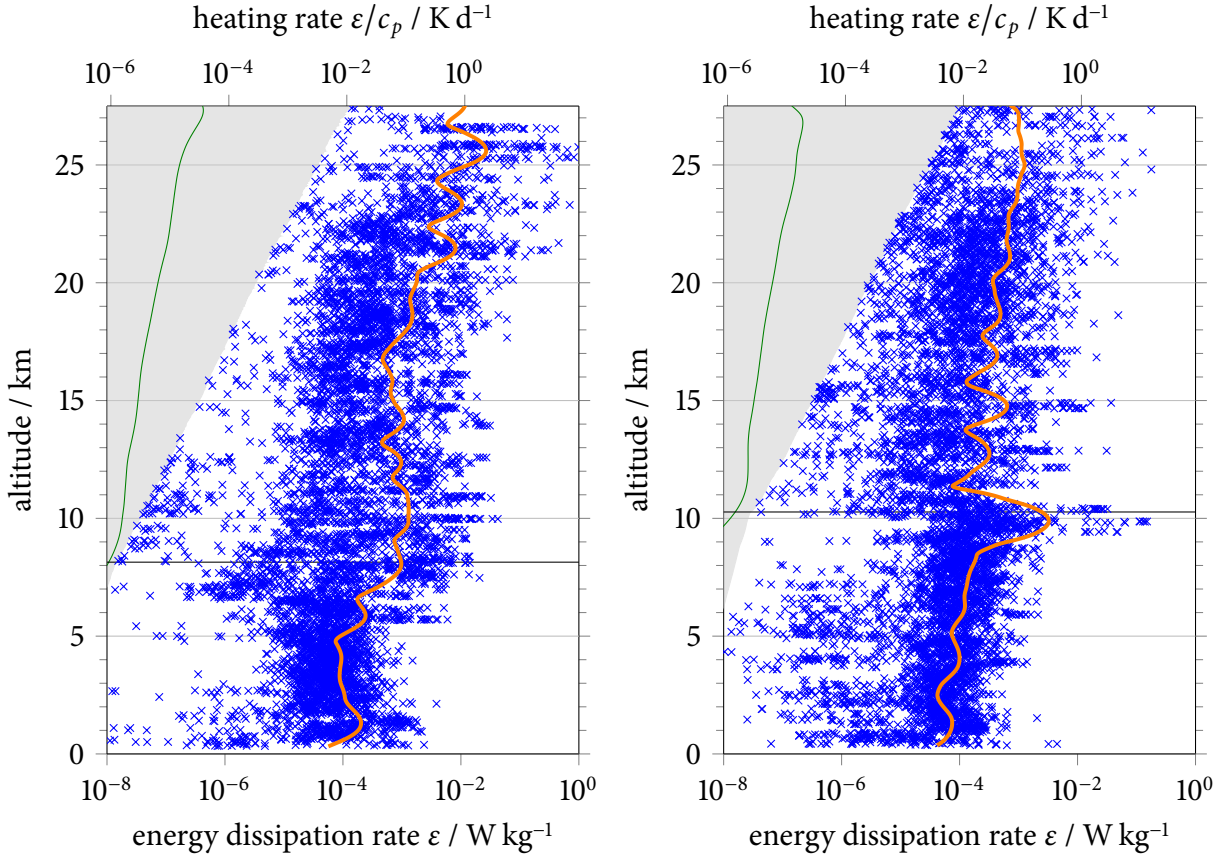 heating rate ε/cₚ / K d⁻¹
10⁻⁶ 10⁻⁴ 10⁻² 10⁰
25
20
15
10
5
0
altitude / km
10⁻⁸ 10⁻⁶ 10⁻⁴ 10⁻² 10⁰
energy dissipation rate ε / W kg⁻¹
heating rate ε/cₚ / K d⁻¹
10⁻⁶ 10⁻⁴ 10⁻² 10⁰
25
20
15
10
5
0
altitude / km
10⁻⁸ 10⁻⁶ 10⁻⁴ 10⁻² 10⁰
energy dissipation rate ε / W kg⁻¹